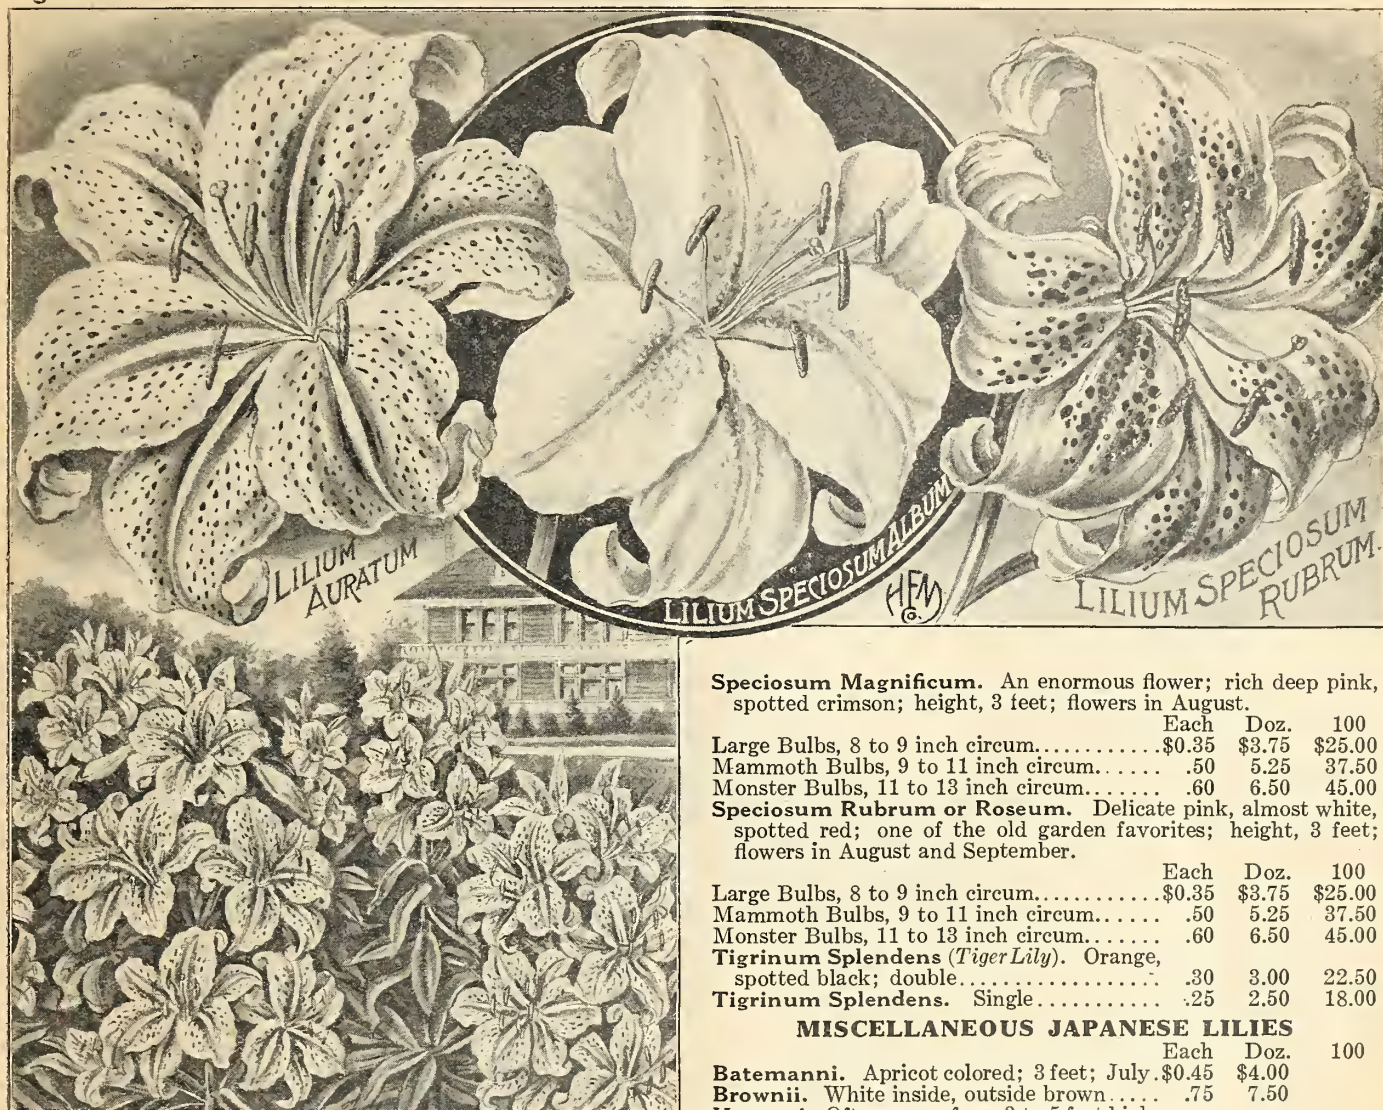 LILIUM
AURATUM
LILIUM SPECIOSUM ALBUM
HFM
Co.
LILIUM SPECIOSUM
RUBRUM.
Speciosum Magnificum. An enormous flower; rich deep pink,
spotted crimson; height, 3 feet; flowers in August.
Each Doz. 100
Large Bulbs, 8 to 9 inch circum............$0.35 $3.75 $25.00
Mammoth Bulbs, 9 to 11 inch circum...... .50 5.25 37.50
Monster Bulbs, 11 to 13 inch circum....... .60 6.50 45.00
Speciosum Rubrum or Roseum. Delicate pink, almost white,
spotted red; one of the old garden favorites; height, 3 feet;
flowers in August and September.
Each Doz. 100
Large Bulbs, 8 to 9 inch circum............$0.35 $3.75 $25.00
Mammoth Bulbs, 9 to 11 inch circum...... .50 5.25 37.50
Monster Bulbs, 11 to 13 inch circum....... .60 6.50 45.00
Tigrinum Splendens (Tiger Lily). Orange,
spotted black; double.................. .30 3.00 22.50
Tigrinum Splendens. Single........... .25 2.50 18.00
MISCELLANEOUS JAPANESE LILIES
Each Doz. 100
Batemanni. Apricot colored; 3 feet; July.$0.45 $4.00
Brownii. White inside, outside brown..... .75 7.50